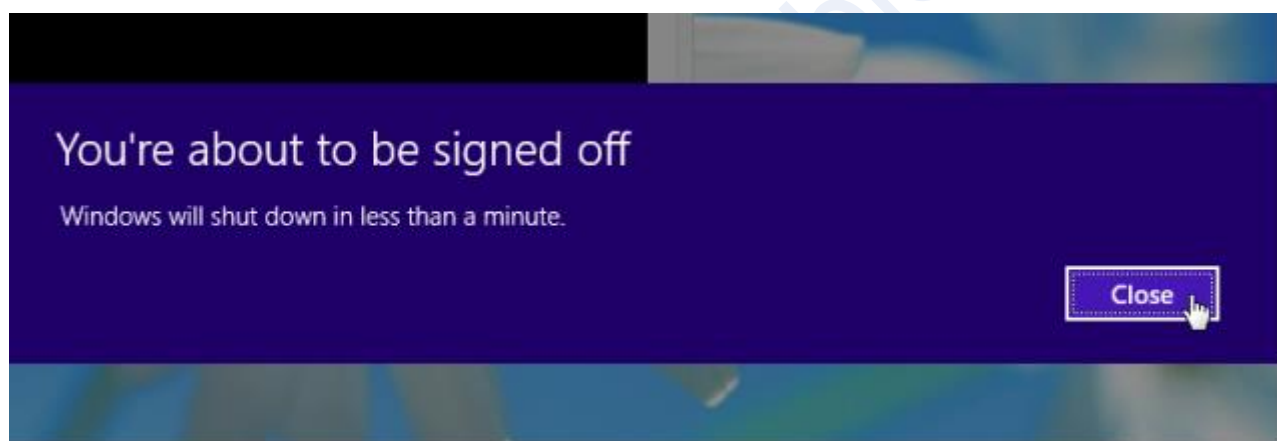 You're about to be signed off
Windows will shut down in less than a minute.
Close